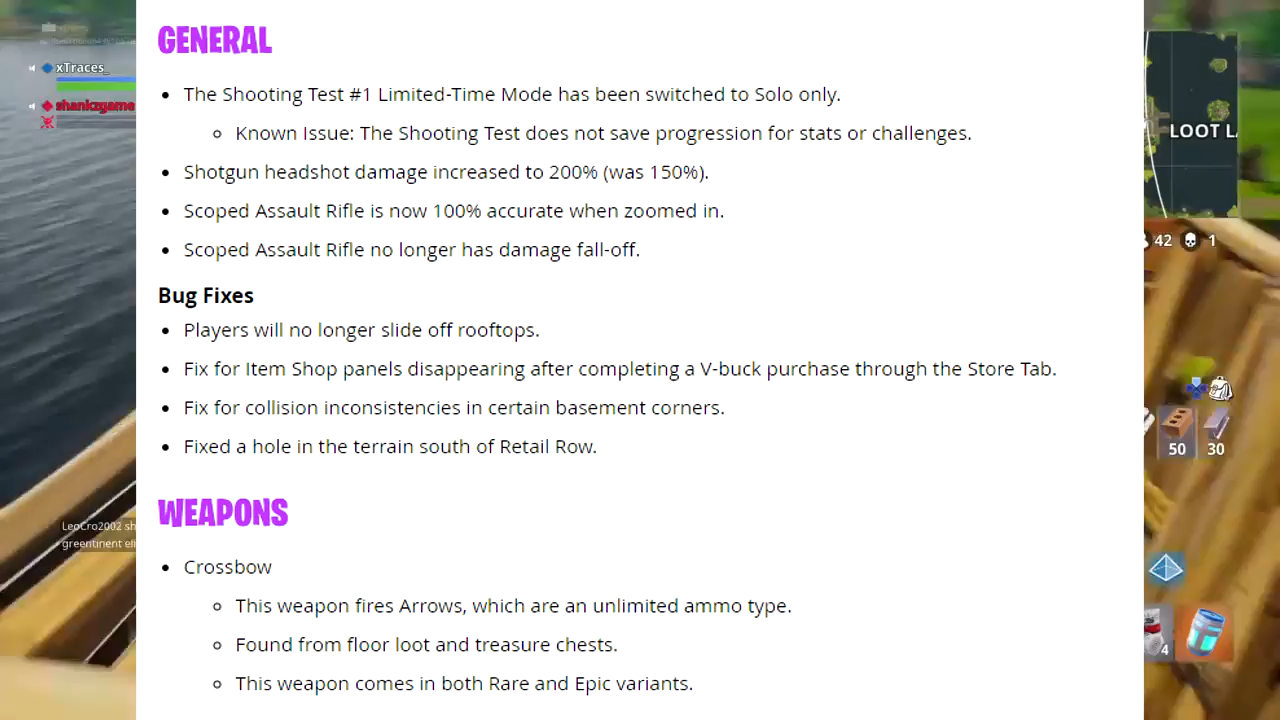 GENERAL
The Shooting Test #1 Limited-Time Mode has been switched to Solo only.
Known Issue: The Shooting Test does not save progression for stats or challenges.
Shotgun headshot damage increased to 200% (was 150%).
Scoped Assault Rifle is now 100% accurate when zoomed in.
Scoped Assault Rifle no longer has damage fall-off.
Bug Fixes
Players will no longer slide off rooftops.
Fix for Item Shop panels disappearing after completing a V-buck purchase through the Store Tab.
Fix for collision inconsistencies in certain basement corners.
Fixed a hole in the terrain south of Retail Row.
WEAPONS
Crossbow
This weapon fires Arrows, which are an unlimited ammo type.
Found from floor loot and treasure chests.
This weapon comes in both Rare and Epic variants.
xTraces_
shankzgame
LeoCro2002 sh
greentinent eli
LOOT L
42 1
50 30
4